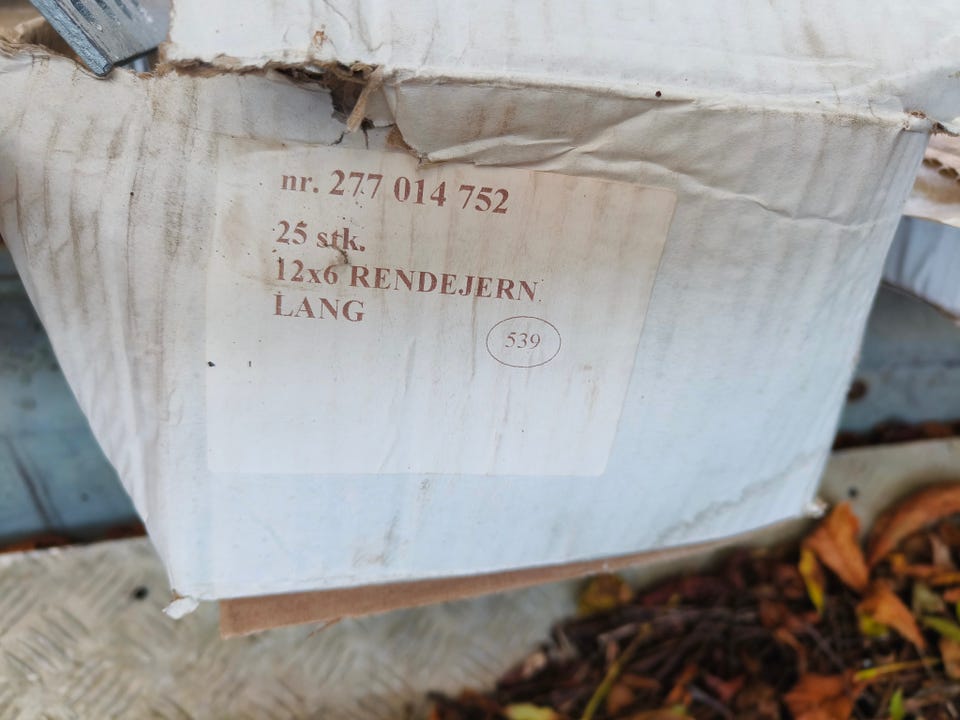 nr. 277 014 752
25 stk.
12x6 RENDEJERN
LANG
539